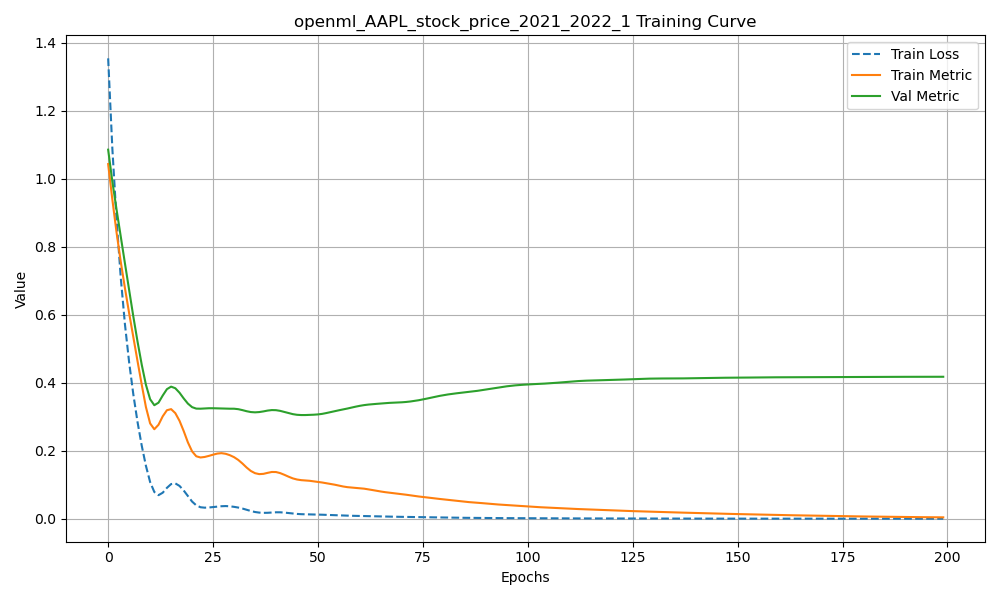 openml_AAPL_stock_price_2021_2022_1 Training Curve
Train Loss
Train Metric
Val Metric
Value
1.4
1.2
1.0
0.8
0.6
0.4
0.2
0.0
0 25 50 75 100 125 150 175 200
Epochs